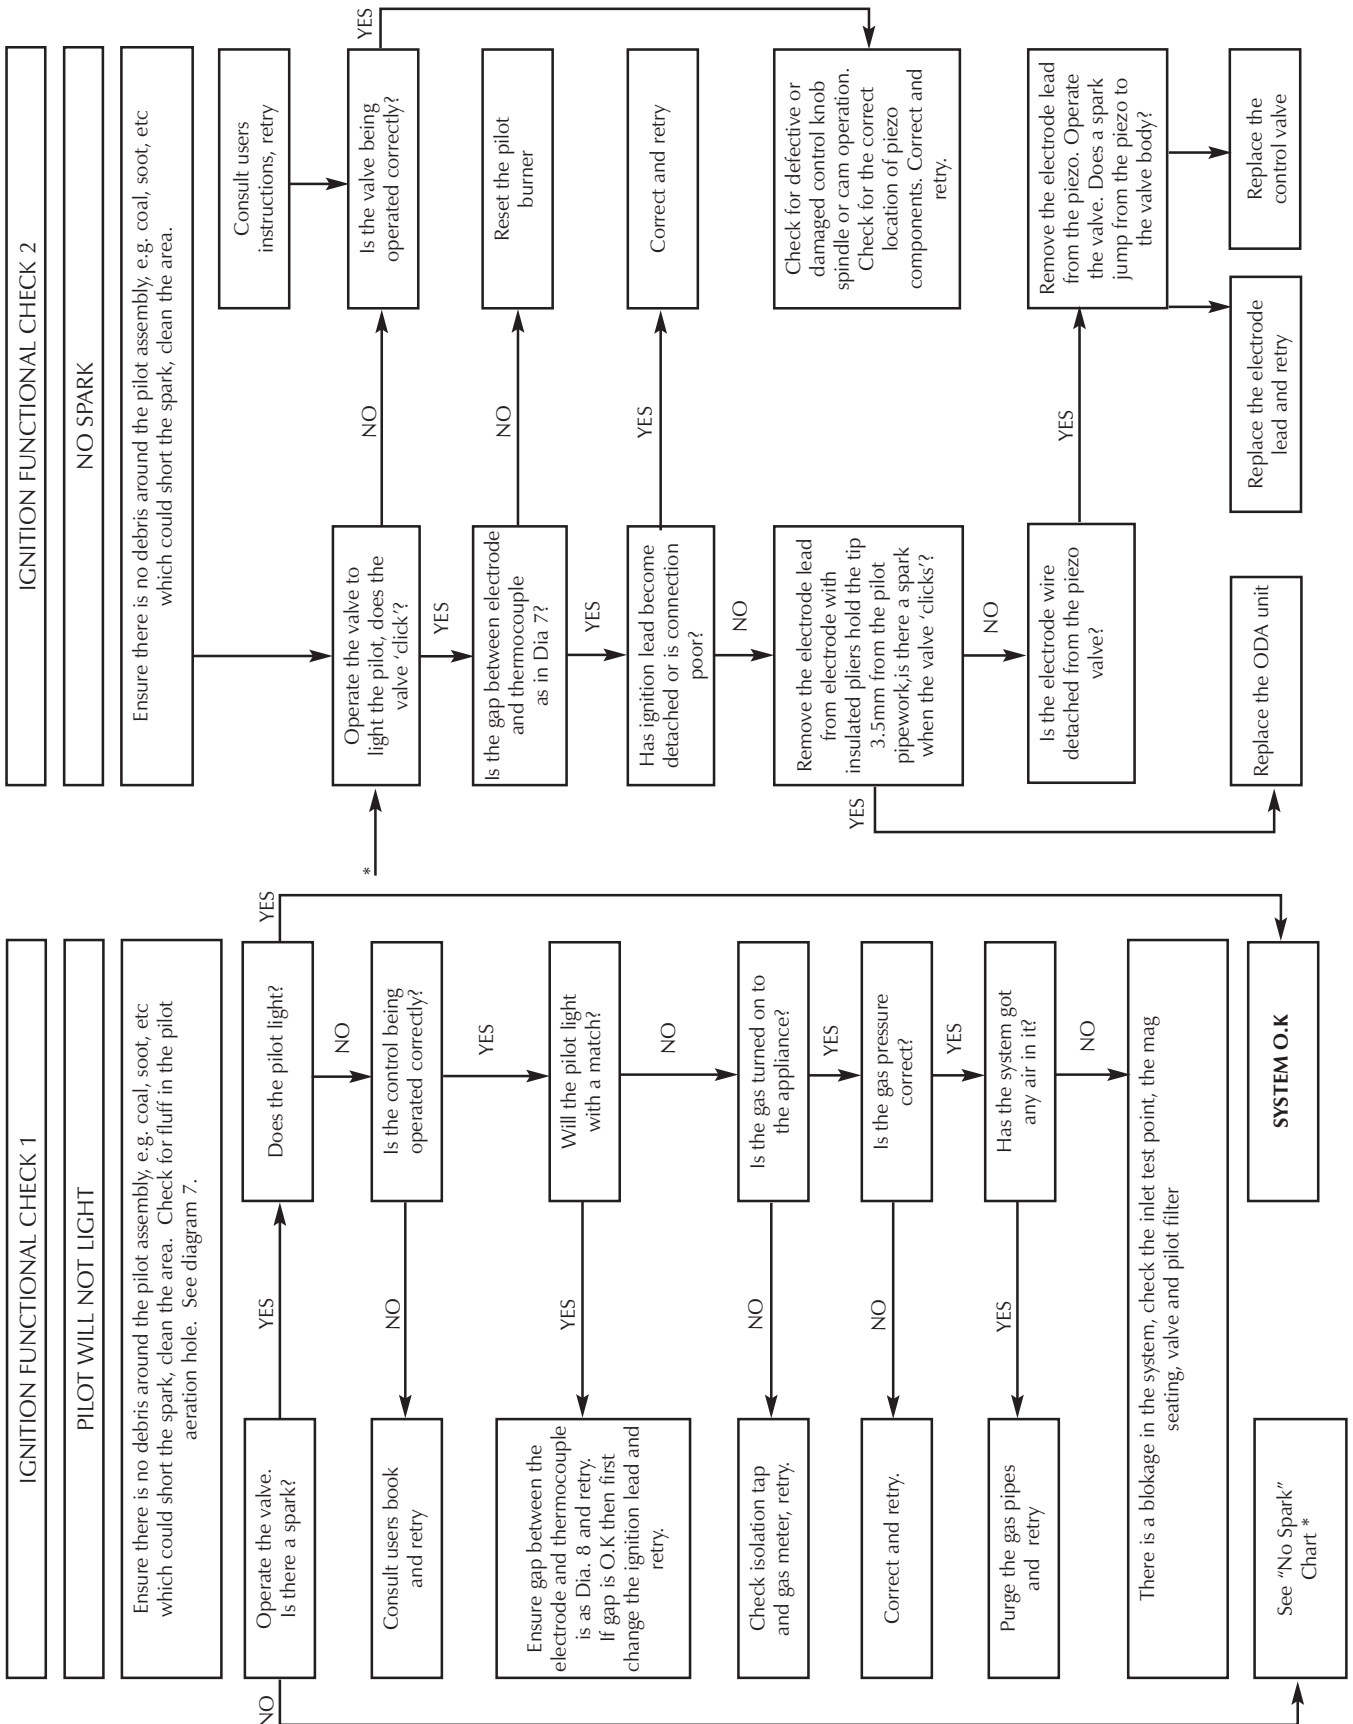 IGNITION FUNCTIONAL CHECK 1
PILOT WILL NOT LIGHT
Ensure there is no debris around the pilot assembly, e.g. coal, soot, etc
which could short the spark, clean the area. Check for fluff in the pilot
aeration hole. See diagram 7.
Operate the valve.
Is there a spark?
YES
Does the pilot light?
YES
NO
NO
Consult users book
and retry
NO
Is the control being
operated correctly?
YES
Ensure gap between the
electrode and thermocouple
is as Dia. 8 and retry.
If gap is O.K then first
change the ignition lead and
retry.
YES
Will the pilot light
with a match?
NO
Check isolation tap
and gas meter, retry.
NO
Is the gas turned on to
the appliance?
YES
Correct and retry.
NO
Is the gas pressure
correct?
YES
Purge the gas pipes
and retry
YES
Has the system got
any air in it?
NO
There is a blokage in the system, check the inlet test point, the mag
seating, valve and pilot filter
See “No Spark”
Chart *
SYSTEM O.K
IGNITION FUNCTIONAL CHECK 2
NO SPARK
Ensure there is no debris around the pilot assembly, e.g. coal, soot, etc
which could short the spark, clean the area.
Consult users
instructions, retry
*
Operate the valve to
light the pilot, does the
valve ‘click’?
NO
Is the valve being
operated correctly?
YES
YES
Is the gap between electrode
and thermocouple
as in Dia 7?
NO
Reset the pilot
burner
YES
Has ignition lead become
detached or is connection
poor?
YES
Correct and retry
NO
Remove the electrode lead
from electrode with
insulated pliers hold the tip
3.5mm from the pilot
pipework,is there a spark
when the valve ‘clicks’?
YES
NO
Check for defective or
damaged control knob
spindle or cam operation.
Check for the correct
location of piezo
components. Correct and
retry.
Is the electrode wire
detached from the piezo
valve?
YES
Remove the electrode lead
from the piezo. Operate
the valve. Does a spark
jump from the piezo to
the valve body?
Replace the ODA unit
Replace the electrode
lead and retry
Replace the
control valve